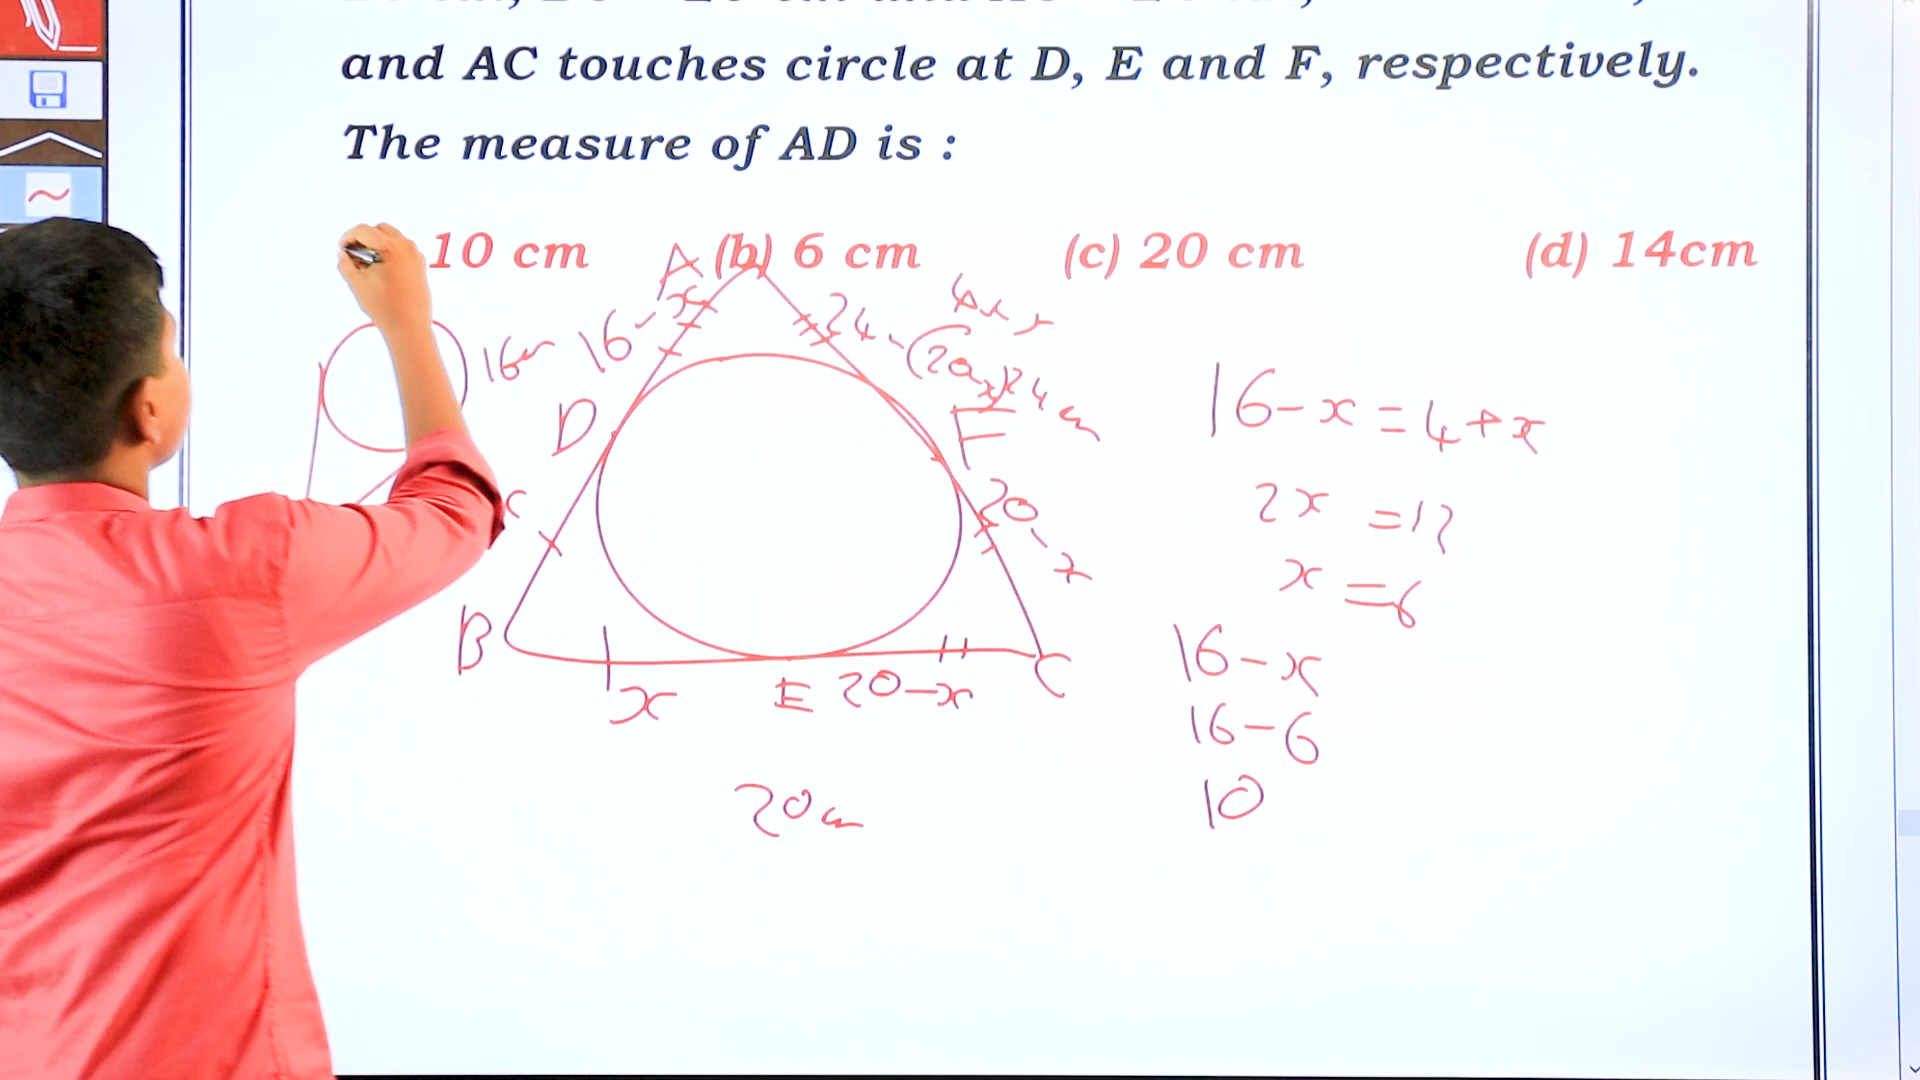 and AC touches circle at D, E and F, respectively.
The measure of AD is :
10 cm (b) 6 cm (c) 20 cm (d) 14cm
A
16-x
24-(20-x)
4+x
16cm
24cm
D
F
16-x=4+x
20-x
2x =12
x =6
B
C
x
E
20-x
16-x
16-6
20cm
10